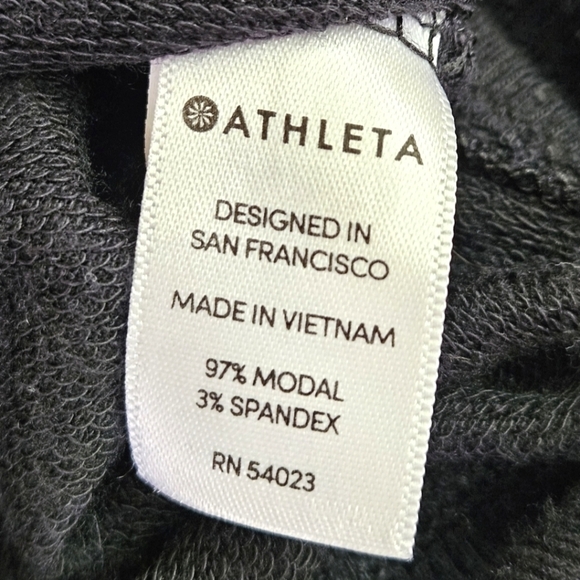 ATHLETA
DESIGNED IN
SAN FRANCISCO
MADE IN VIETNAM
97% MODAL
3% SPANDEX
RN 54023